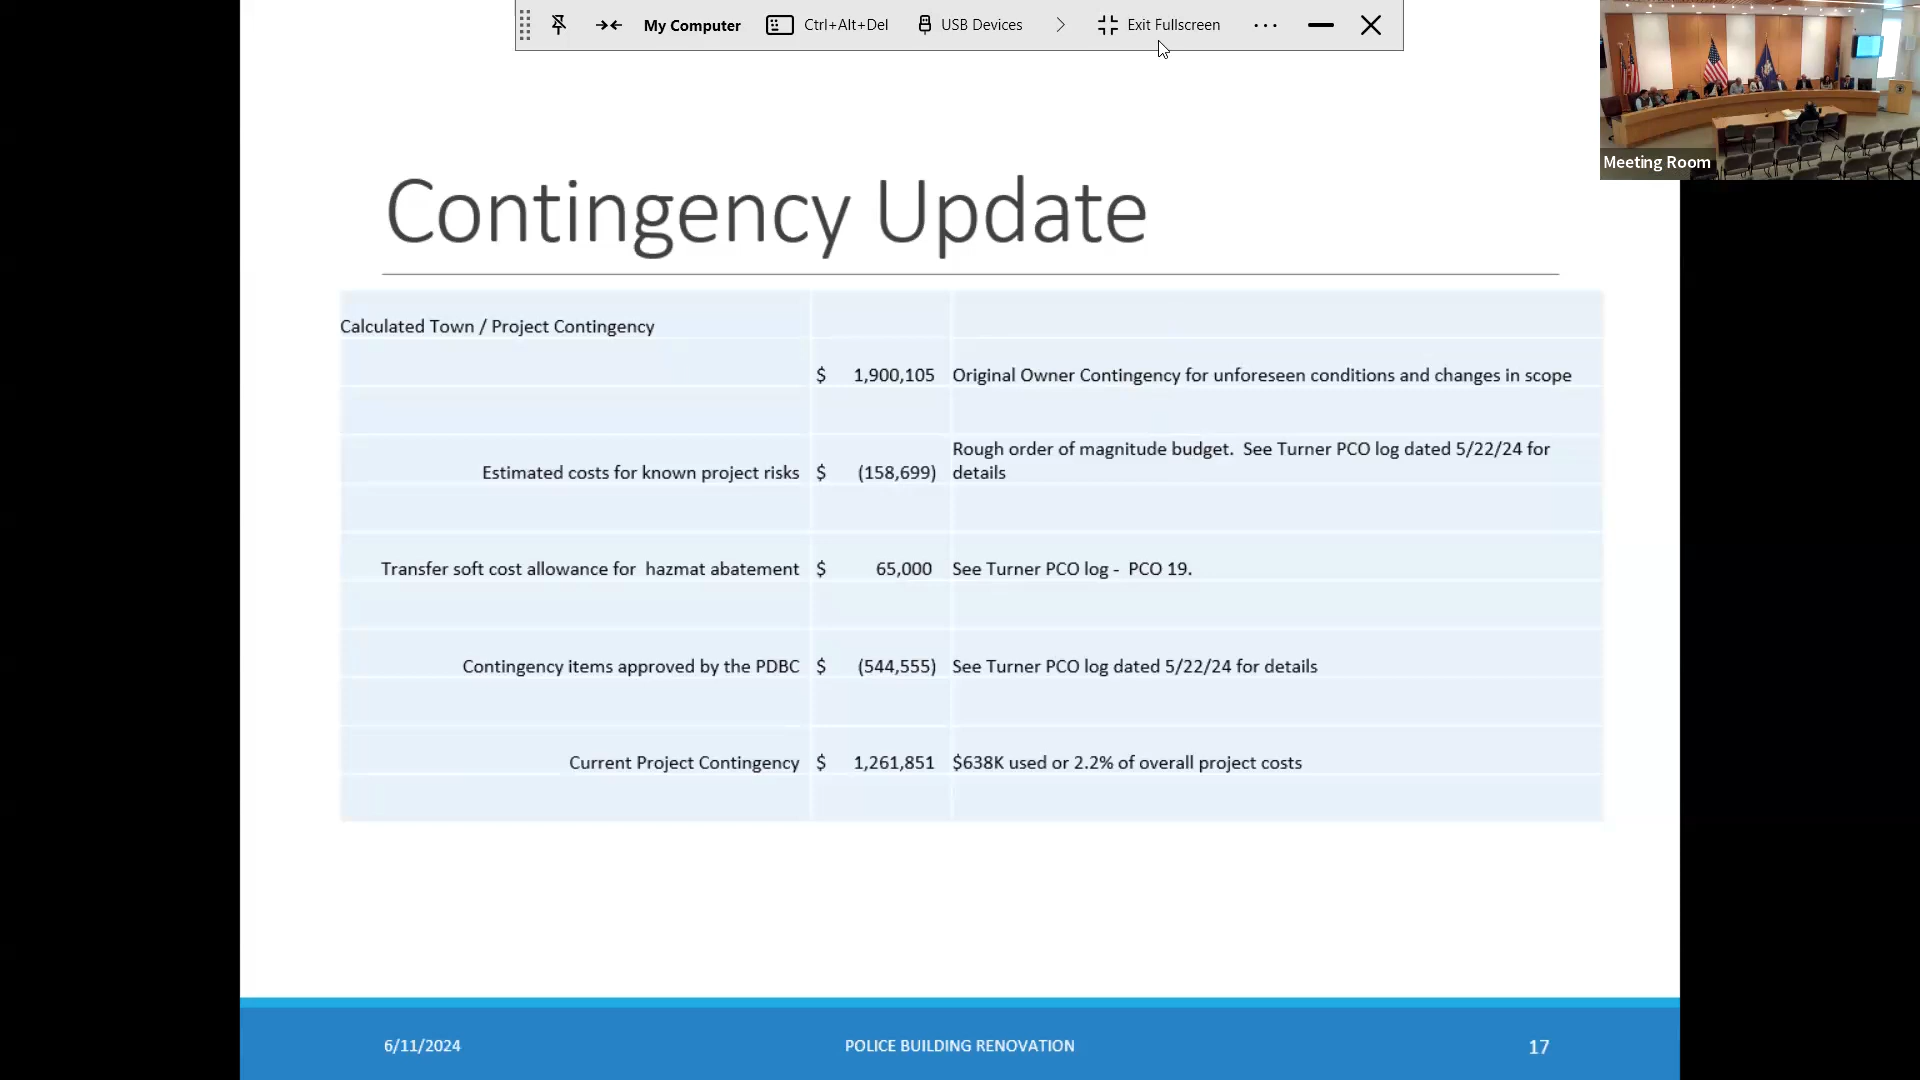 My Computer Ctrl+Alt+Del USB Devices Exit Fullscreen
Meeting Room
Contingency Update
Calculated Town / Project Contingency
$ 1,900,105 Original Owner Contingency for unforeseen conditions and changes in scope
Rough order of magnitude budget. See Turner PCO log dated 5/22/24 for
Estimated costs for known project risks $ (158,699) details
Transfer soft cost allowance for hazmat abatement $ 65,000 See Turner PCO log - PCO 19.
Contingency items approved by the PDBC $ (544,555) See Turner PCO log dated 5/22/24 for details
Current Project Contingency $ 1,261,851 $638K used or 2.2% of overall project costs
6/11/2024 POLICE BUILDING RENOVATION 17